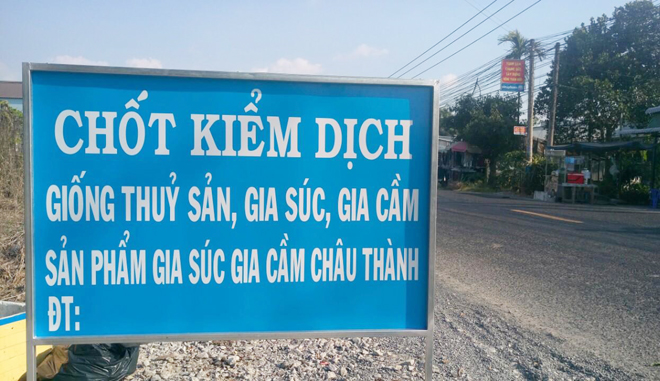 CHỐT KIỂM DỊCH
GIỐNG THUỶ SẢN, GIA SÚC, GIA CẦM
SẢN PHẨM GIA SÚC GIA CẦM CHÂU THÀNH
ĐT: